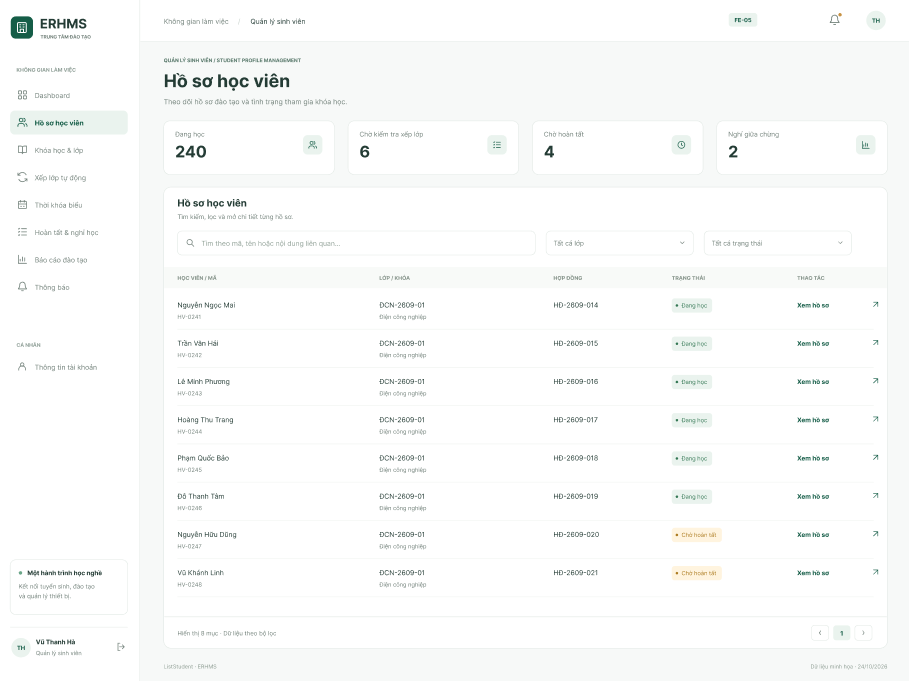 ERHMS
TRUNG TÂM ĐÀO TẠO
KHÔNG GIAN LÀM VIỆC
Dashboard
Hồ sơ học viên
Khóa học & lớp
Xếp lớp tự động
Thời khóa biểu
Hoàn tất & nghỉ học
Báo cáo đào tạo
Thông báo
CÁ NHÂN
Thông tin tài khoản
Một hành trình học nghề
Kết nối tuyển sinh, đào tạo
và quản lý thiết bị.
TH
Vũ Thanh Hà
Quản lý sinh viên
Không gian làm việc / Quản lý sinh viên
FE-05
TH
QUẢN LÝ SINH VIÊN / STUDENT PROFILE MANAGEMENT
Hồ sơ học viên
Theo dõi hồ sơ đào tạo và tình trạng tham gia khóa học.
Đang học
240
Chờ kiểm tra xếp lớp
6
Chờ hoàn tất
4
Nghỉ giữa chừng
2
Hồ sơ học viên
Tìm kiếm, lọc và mở chi tiết từng hồ sơ.
Tìm theo mã, tên hoặc nội dung liên quan...
Tất cả lớp
Tất cả trạng thái
HỌC VIÊN / MÃ LỚP / KHÓA HỢP ĐỒNG TRẠNG THÁI THAO TÁC
Nguyễn Ngọc Mai ĐCN-2609-01 HĐ-2609-014 Đang học Xem hồ sơ
HV-0241 Điện công nghiệp
Trần Văn Hải ĐCN-2609-01 HĐ-2609-015 Đang học Xem hồ sơ
HV-0242 Điện công nghiệp
Lê Minh Phương ĐCN-2609-01 HĐ-2609-016 Đang học Xem hồ sơ
HV-0243 Điện công nghiệp
Hoàng Thu Trang ĐCN-2609-01 HĐ-2609-017 Đang học Xem hồ sơ
HV-0244 Điện công nghiệp
Phạm Quốc Bảo ĐCN-2609-01 HĐ-2609-018 Đang học Xem hồ sơ
HV-0245 Điện công nghiệp
Đỗ Thanh Tâm ĐCN-2609-01 HĐ-2609-019 Đang học Xem hồ sơ
HV-0246 Điện công nghiệp
Nguyễn Hữu Dũng ĐCN-2609-01 HĐ-2609-020 Chờ hoàn tất Xem hồ sơ
HV-0247 Điện công nghiệp
Vũ Khánh Linh ĐCN-2609-01 HĐ-2609-021 Chờ hoàn tất Xem hồ sơ
HV-0248 Điện công nghiệp
Hiển thị 8 mục · Dữ liệu theo bộ lọc
1
ListStudent · ERHMS
Dữ liệu minh họa · 24/10/2026